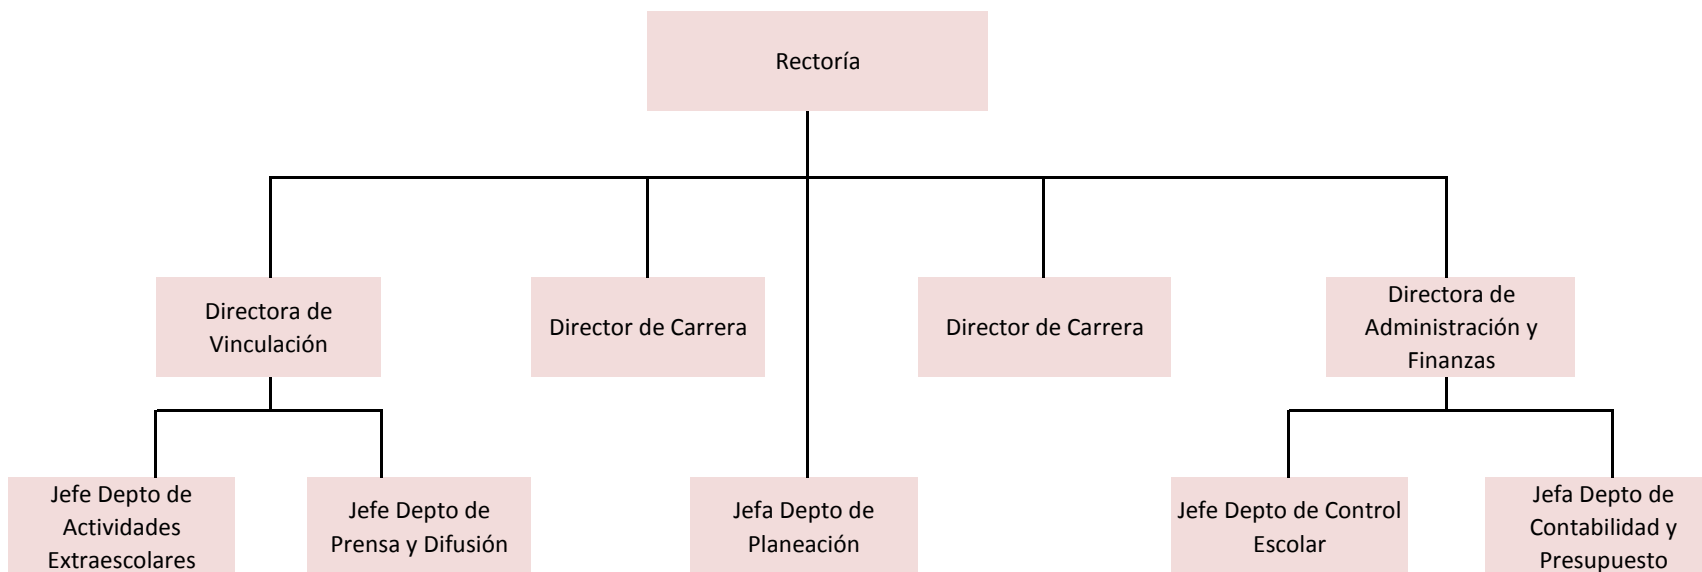 Rectoría
Directora de
Vinculación
Director de Carrera
Director de Carrera
Directora de
Administración y
Finanzas
Jefe Depto de
Actividades
Extraescolares
Jefe Depto de
Prensa y Difusión
Jefa Depto de
Planeación
Jefe Depto de Control
Escolar
Jefa Depto de
Contabilidad y
Presupuesto